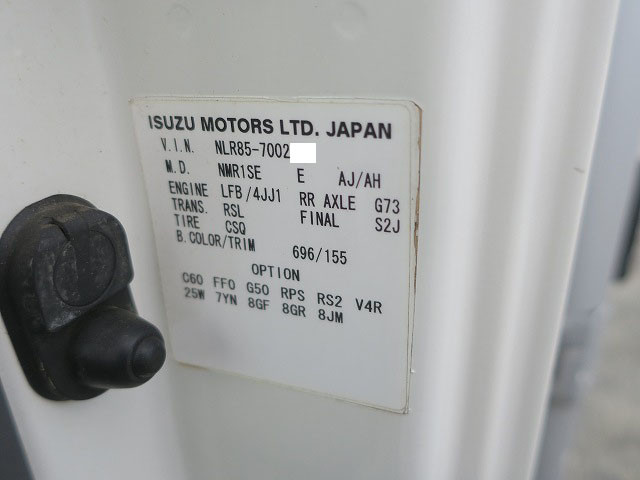 ISUZU MOTORS LTD. JAPAN
V.I.N. NLR85-7002
M.D. NMR1SE E AJ/AH
ENGINE LFB/4JJ1 RR AXLE G73
TRANS. RSL FINAL S2J
TIRE CSQ
B.COLOR/TRIM 696/155
OPTION
C60 FF0 G50 RPS RS2 V4R
25W 7YN 8GF 8GR 8JM